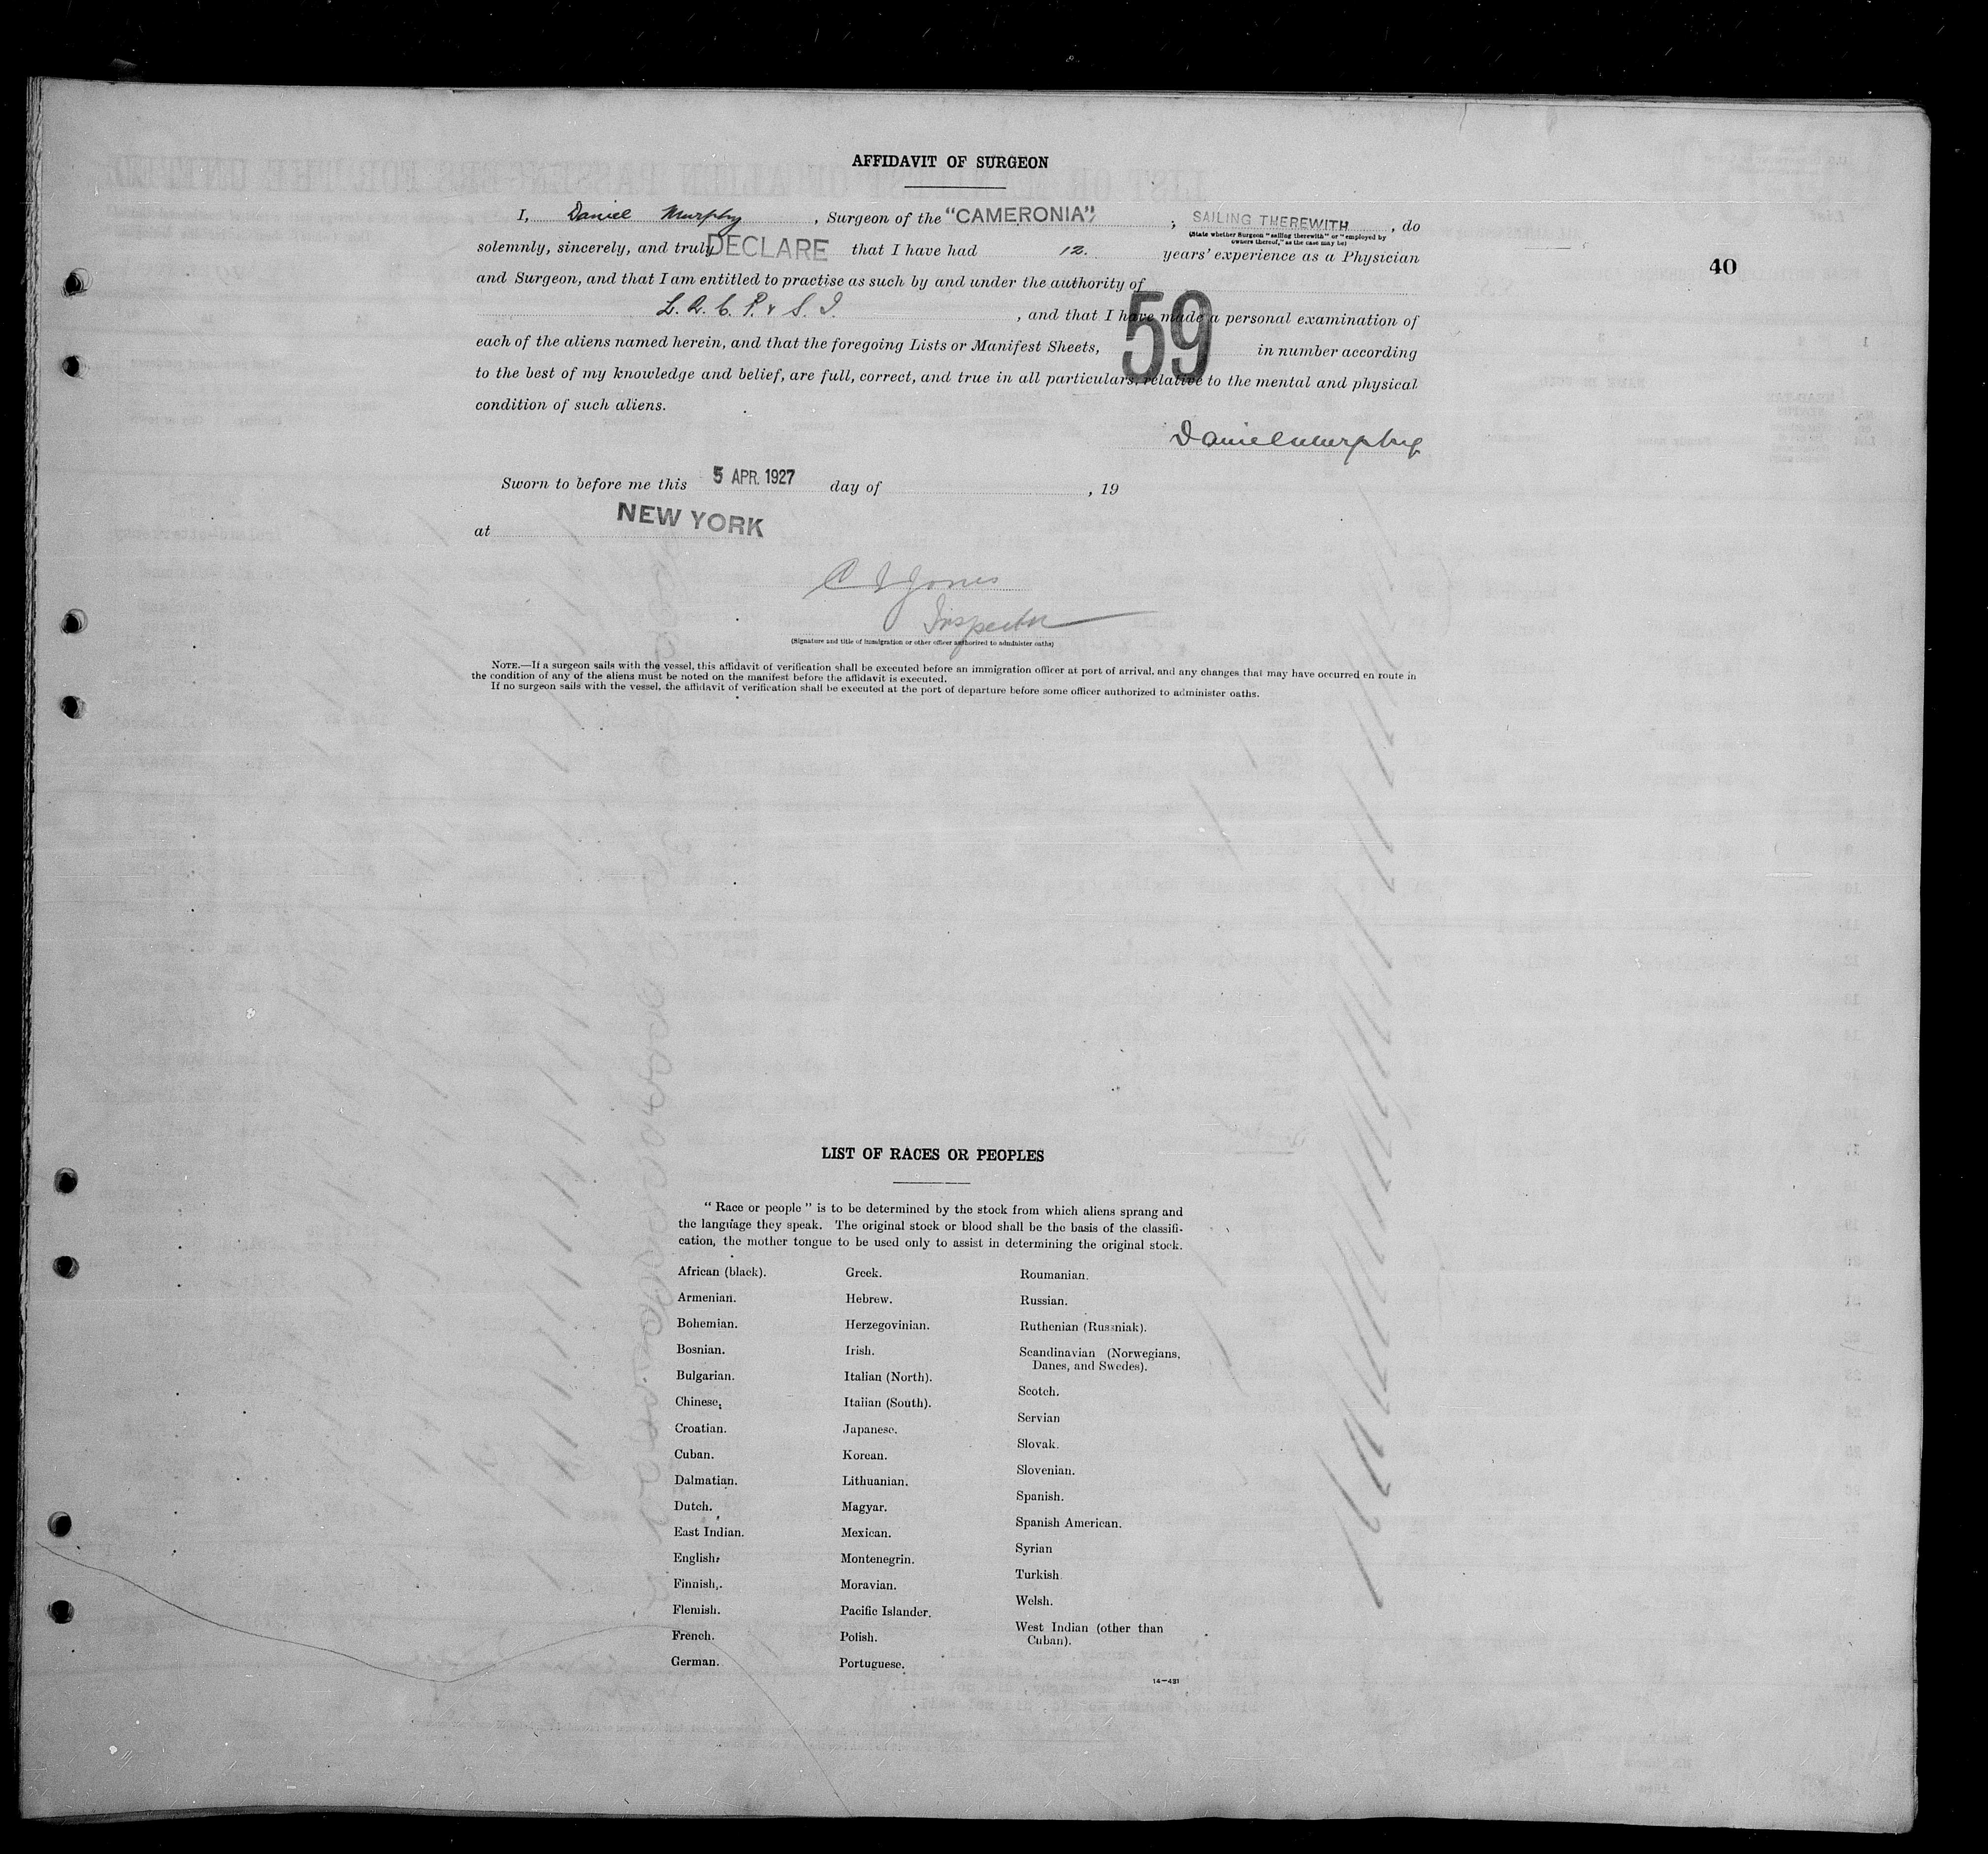 AFFIDAVIT OF SURGEON
I, Daniel Murphy, Surgeon of the "CAMERONIA", SAILING THEREWITH, do
(State whether Surgeon "sailing therewith" or "employed by owners thereof," as the case may be)
solemnly, sincerely, and truly DECLARE that I have had 12. years' experience as a Physician
40
and Surgeon, and that I am entitled to practise as such by and under the authority of
L. R. C. P. & S. I. , and that I have made a personal examination of
each of the aliens named herein, and that the foregoing Lists or Manifest Sheets, 59 in number according
to the best of my knowledge and belief, are full, correct, and true in all particulars, relative to the mental and physical
condition of such aliens.
Daniel Murphy
Sworn to before me this 5 APR. 1927 day of , 19
at NEW YORK
C I Jones
Inspector
(Signature and title of immigration or other officer authorized to administer oaths)
NOTE.—If a surgeon sails with the vessel, this affidavit of verification shall be executed before an immigration officer at port of arrival, and any changes that may have occurred en route in
the condition of any of the aliens must be noted on the manifest before the affidavit is executed.
If no surgeon sails with the vessel, the affidavit of verification shall be executed at the port of departure before some officer authorized to administer oaths.
LIST OF RACES OR PEOPLES
"Race or people" is to be determined by the stock from which aliens sprang and
the language they speak. The original stock or blood shall be the basis of the classifi-
cation, the mother tongue to be used only to assist in determining the original stock.
African (black).
Armenian.
Bohemian.
Bosnian.
Bulgarian.
Chinese.
Croatian.
Cuban.
Dalmatian.
Dutch.
East Indian.
English.
Finnish.
Flemish.
French.
German.
Greek.
Hebrew.
Herzegovinian.
Irish.
Italian (North).
Italian (South).
Japanese.
Korean.
Lithuanian.
Magyar.
Mexican.
Montenegrin.
Moravian.
Pacific Islander.
Polish.
Portuguese.
Roumanian.
Russian.
Ruthenian (Russniak).
Scandinavian (Norwegians,
Danes, and Swedes).
Scotch.
Servian
Slovak.
Slovenian.
Spanish.
Spanish American.
Syrian
Turkish
Welsh.
West Indian (other than
Cuban).
14—431